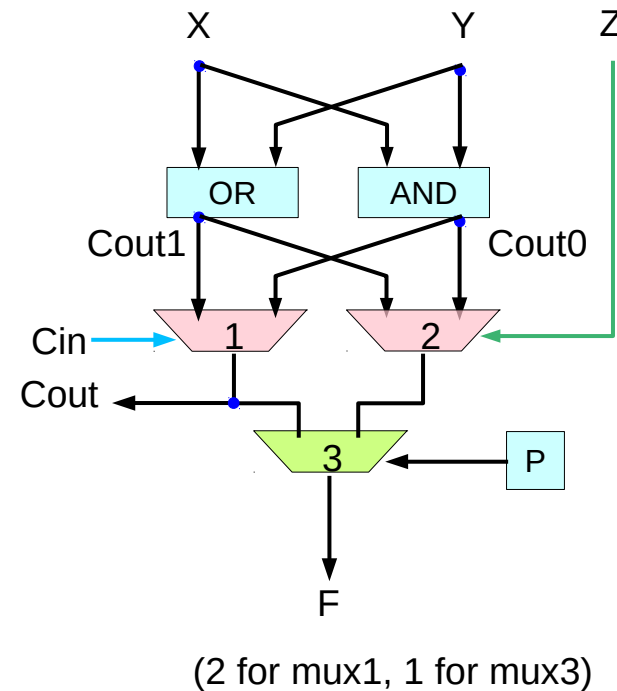 X Y Z
OR AND
Cout1 Cout0
Cin 1 2
Cout
3 P
F
(2 for mux1, 1 for mux3)